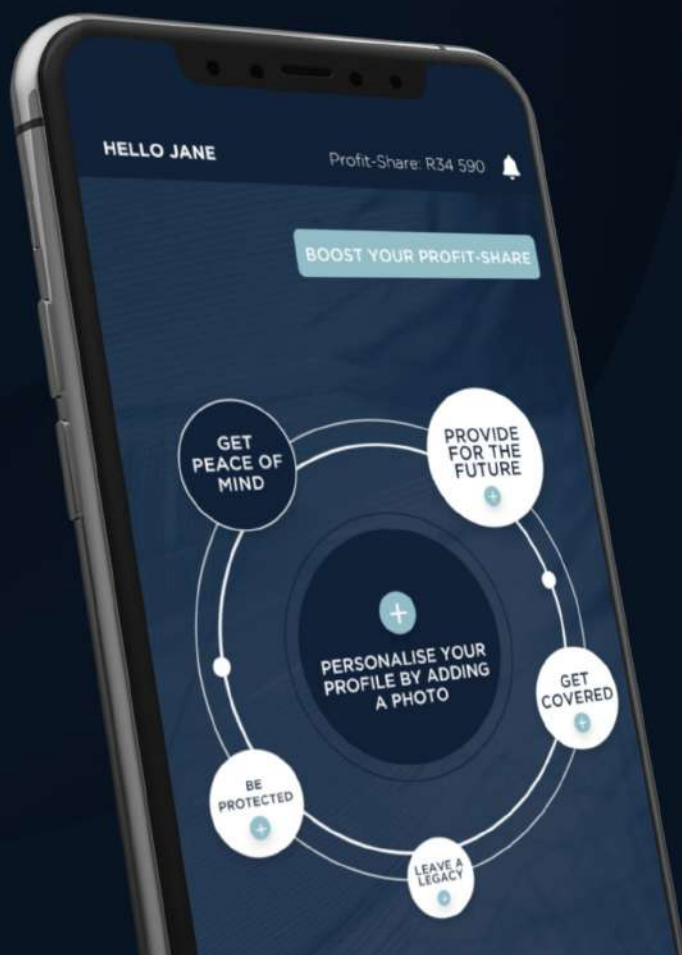 HELLO JANE
Profit-Share: R34 590
BOOST YOUR PROFIT-SHARE
GET
PEACE OF
MIND
PROVIDE
FOR THE
FUTURE
PERSONALISE YOUR
PROFILE BY ADDING
A PHOTO
GET
COVERED
BE
PROTECTED
LEAVE A
LEGACY